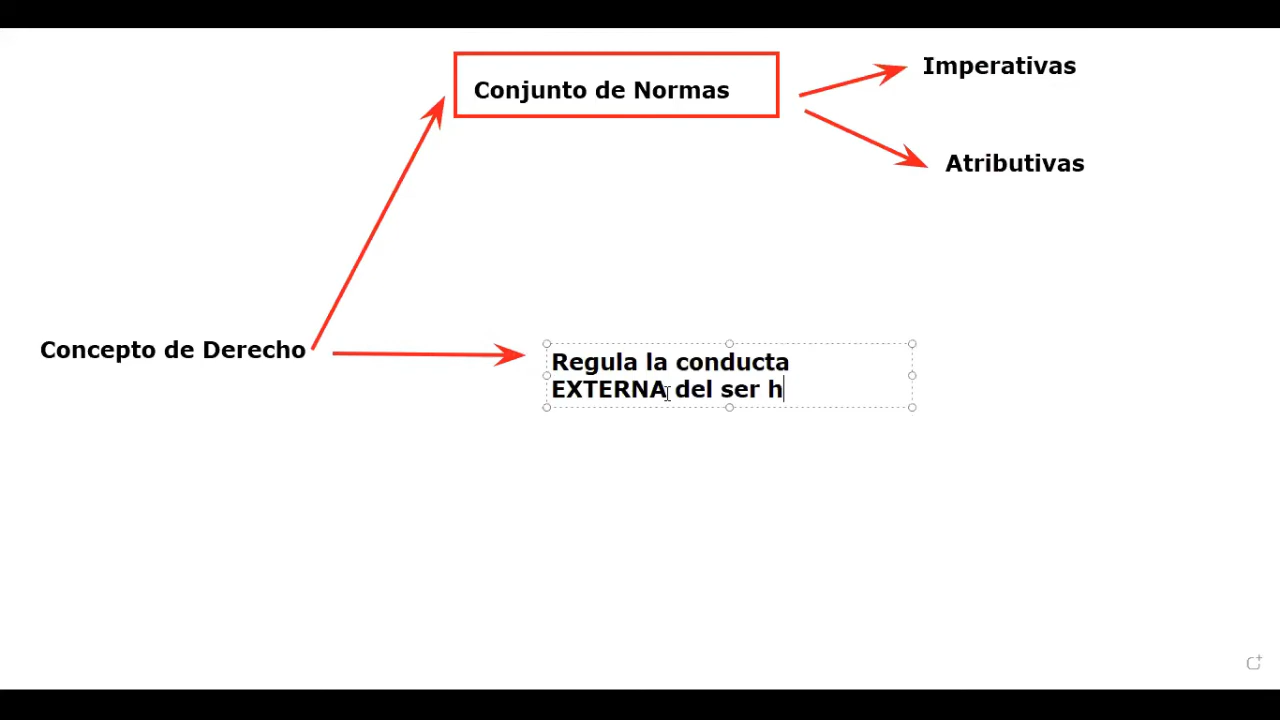 Conjunto de Normas
Imperativas
Atributivas
Concepto de Derecho
Regula la conducta
EXTERNA del ser h